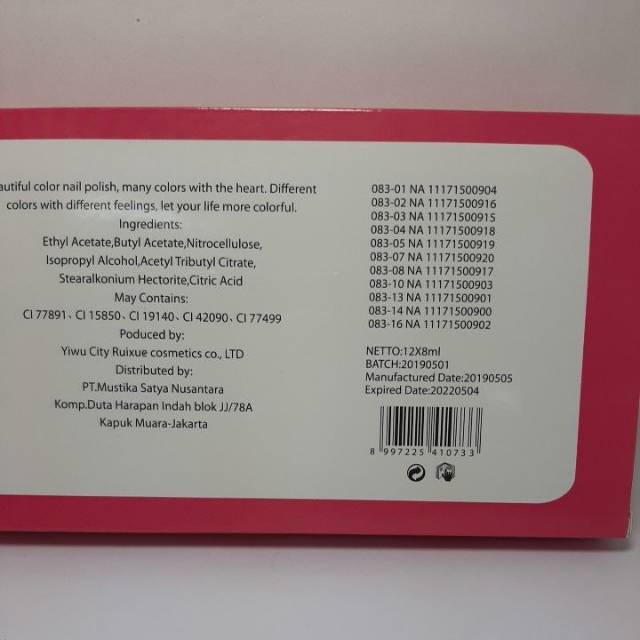 autiful color nail polish, many colors with the heart. Different
colors with different feelings, let your life more colorful.
Ingredients:
Ethyl Acetate,Butyl Acetate,Nitrocellulose,
Isopropyl Alcohol,Acetyl Tributyl Citrate,
Stearalkonium Hectorite,Citric Acid
May Contains:
CI 77891、CI 15850、CI 19140、CI 42090、CI 77499
Poduced by:
Yiwu City Ruixue cosmetics co., LTD
Distributed by:
PT.Mustika Satya Nusantara
Komp.Duta Harapan Indah blok JJ/78A
Kapuk Muara-Jakarta
083-01 NA 11171500904
083-02 NA 11171500916
083-03 NA 11171500915
083-04 NA 11171500918
083-05 NA 11171500919
083-07 NA 11171500920
083-08 NA 11171500917
083-10 NA 11171500903
083-13 NA 11171500901
083-14 NA 11171500900
083-16 NA 11171500902
NETTO:12X8ml
BATCH:20190501
Manufactured Date:20190505
Expired Date:20220504
8 997225 410733